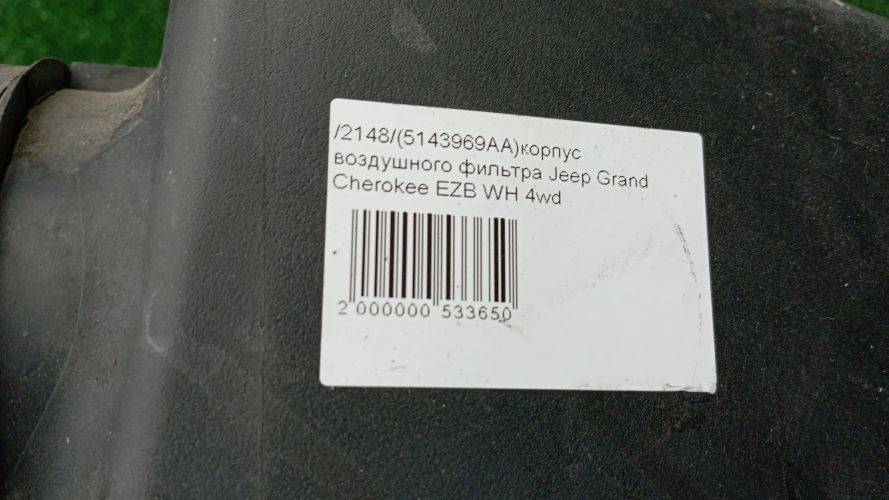 /2148/(5143969AA)корпус
воздушного фильтра Jeep Grand
Cherokee EZB WH 4wd
2 000000 533650